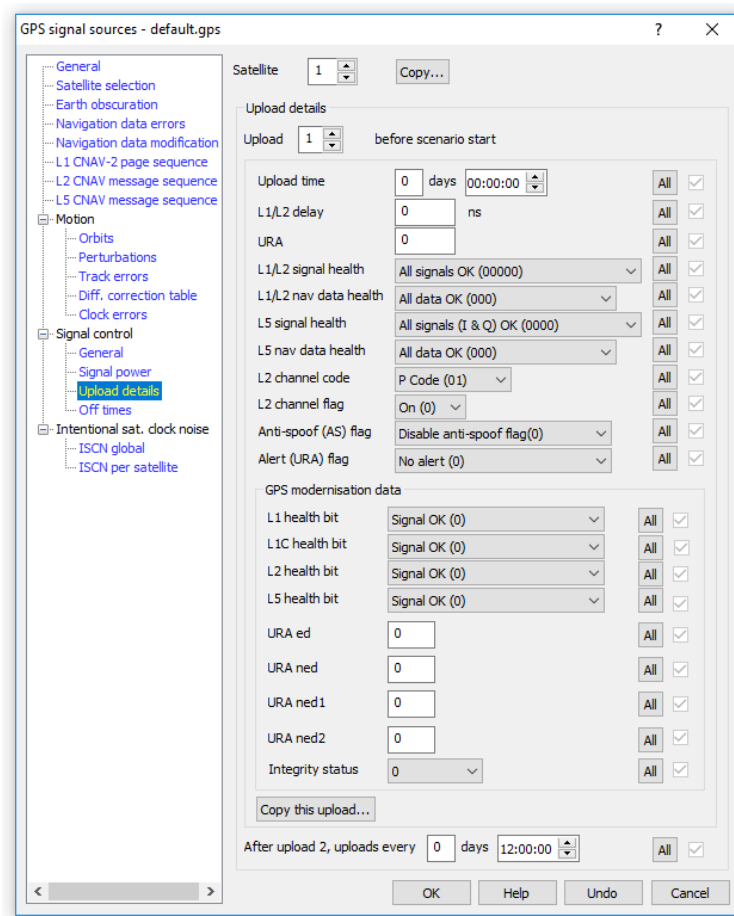 GPS signal sources - default.gps ? X
General
Satellite selection
Earth obscuration
Navigation data errors
Navigation data modification
L1 CNAV-2 page sequence
L2 CNAV message sequence
L5 CNAV message sequence
Motion
Orbits
Perturbations
Track errors
Diff. correction table
Clock errors
Signal control
General
Signal power
Upload details
Off times
Intentional sat. clock noise
ISCN global
ISCN per satellite
Satellite 1 Copy...
Upload details
Upload 1 before scenario start
Upload time 0 days 00:00:00 All
L1/L2 delay 0 ns All
URA 0 All
L1/L2 signal health All signals OK (00000) All
L1/L2 nav data health All data OK (000) All
L5 signal health All signals (I & Q) OK (0000) All
L5 nav data health All data OK (000) All
L2 channel code P Code (01) All
L2 channel flag On (0) All
Anti-spoof (AS) flag Disable anti-spoof flag(0) All
Alert (URA) flag No alert (0) All
GPS modernisation data
L1 health bit Signal OK (0) All
L1C health bit Signal OK (0) All
L2 health bit Signal OK (0) All
L5 health bit Signal OK (0) All
URA ed 0 All
URA ned 0 All
URA ned1 0 All
URA ned2 0 All
Integrity status 0 All
Copy this upload...
After upload 2, uploads every 0 days 12:00:00 All
OK Help Undo Cancel